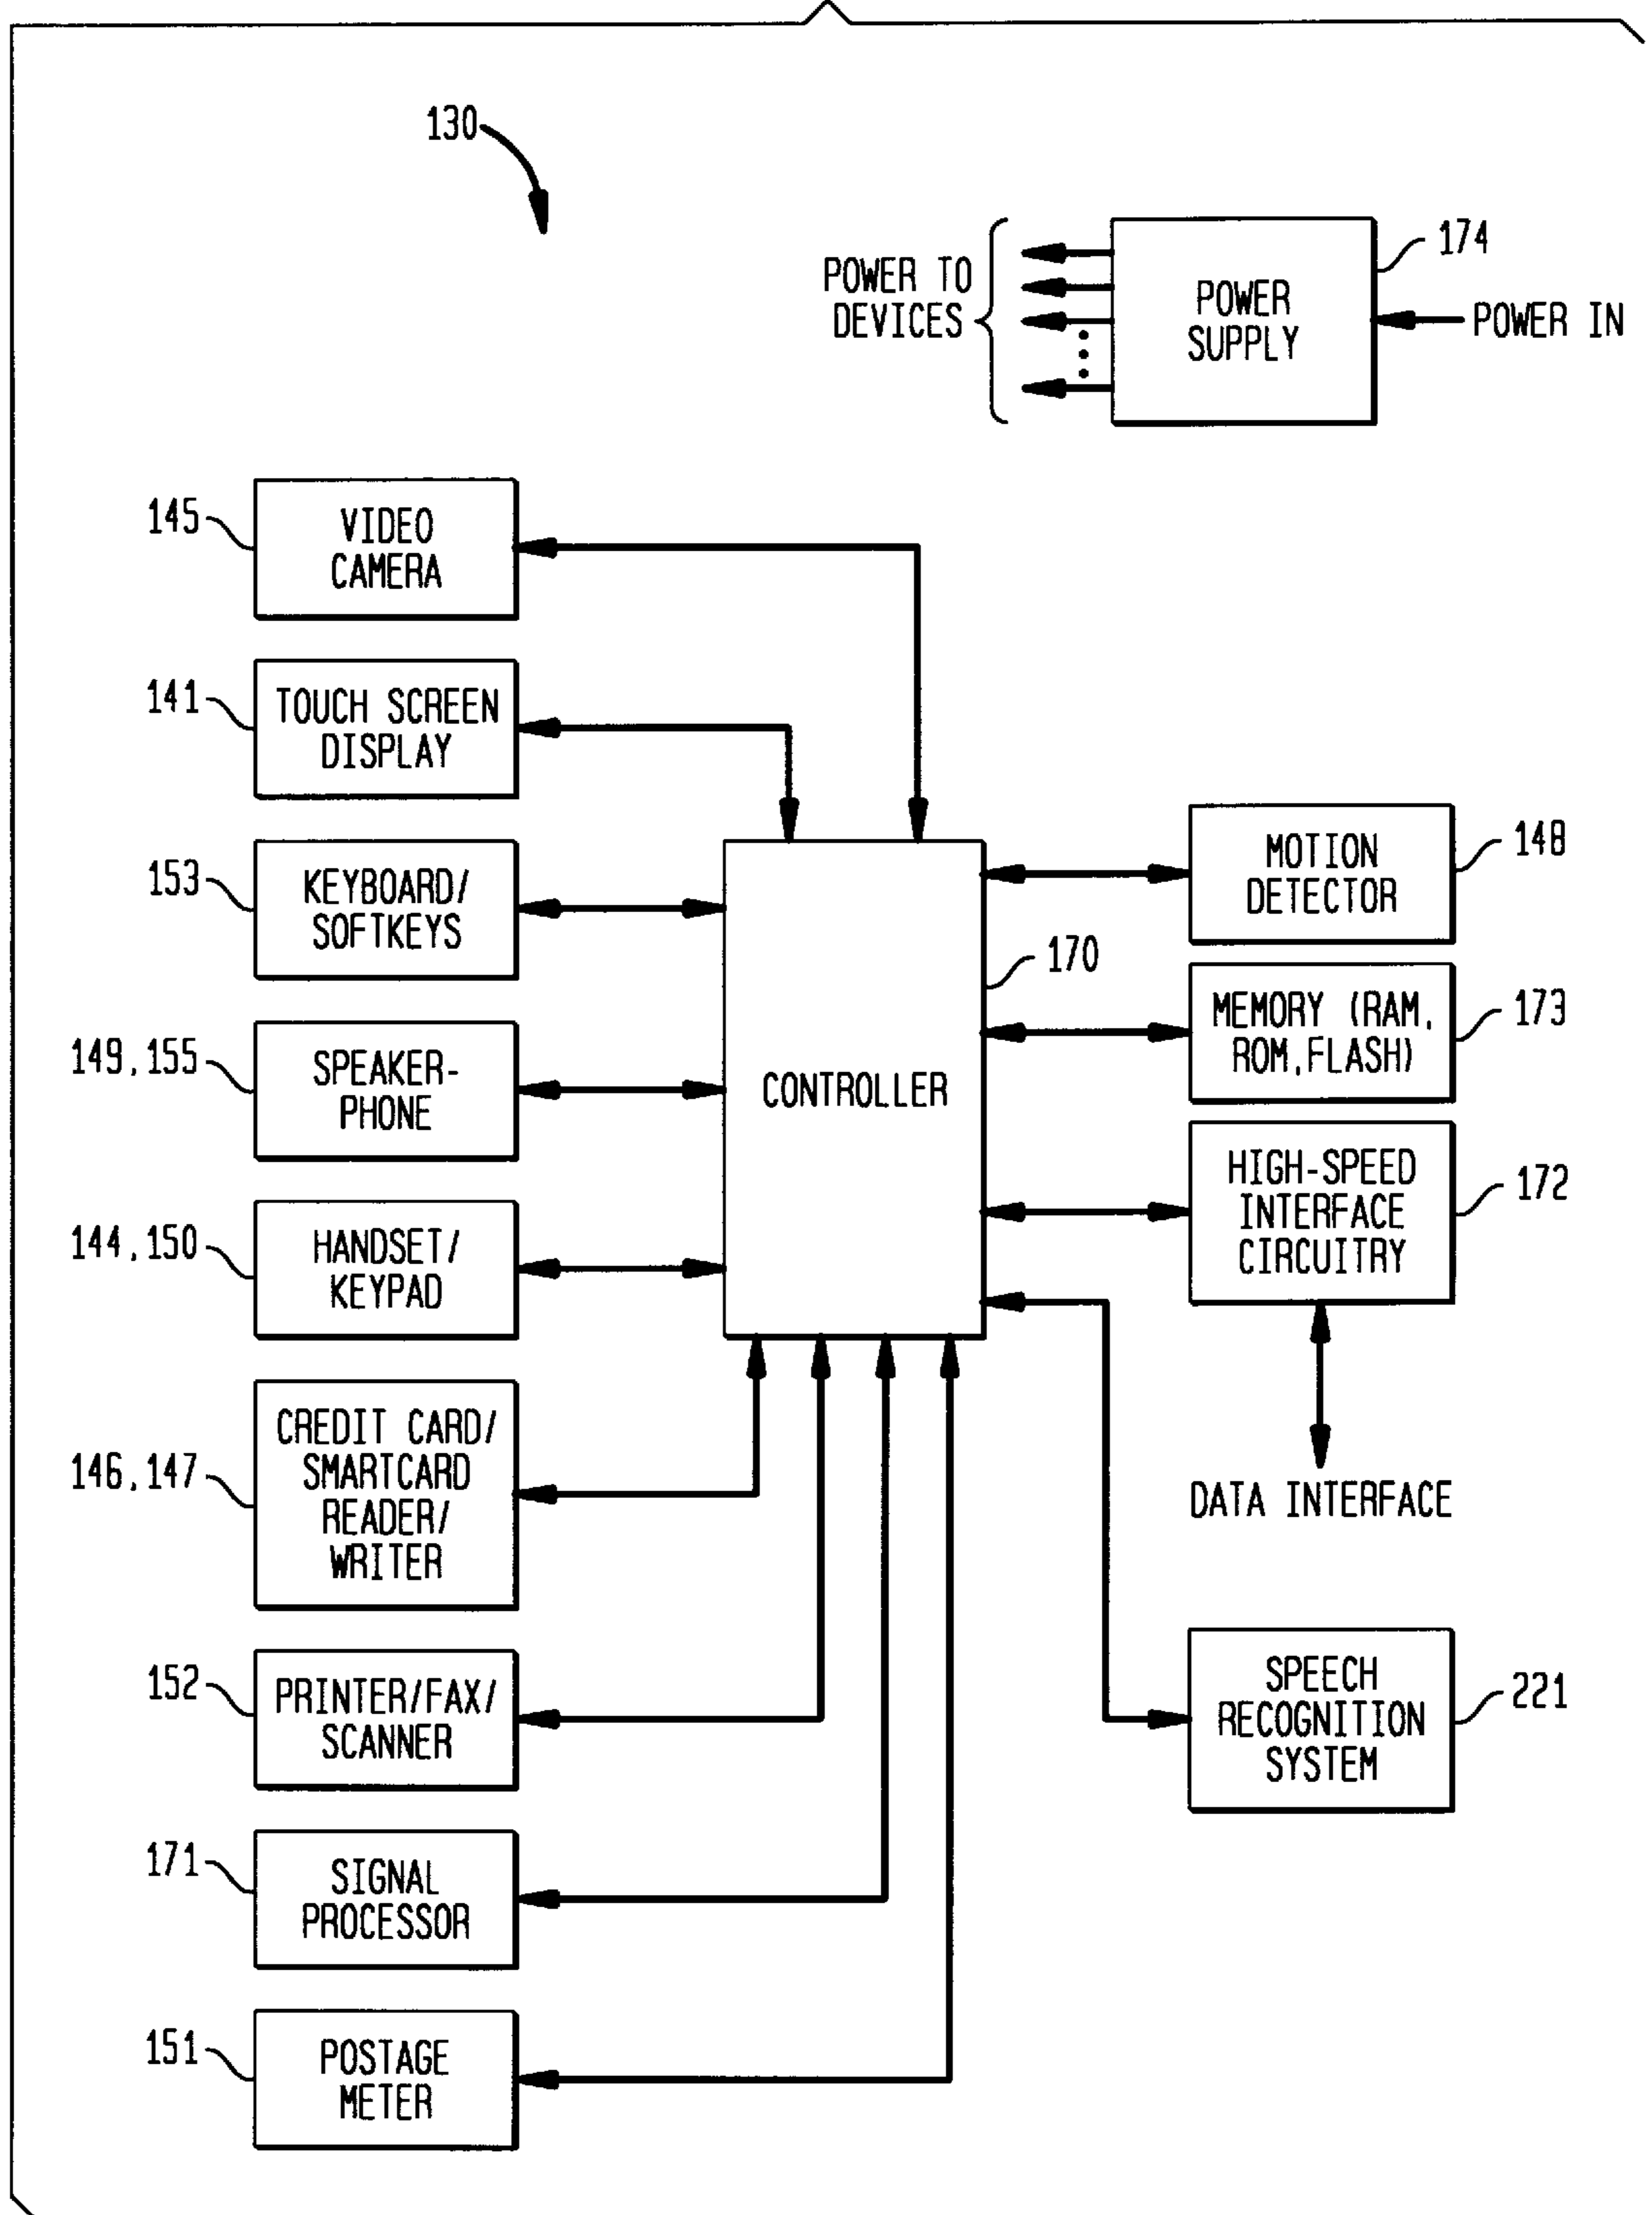 130
174
POWER TO
DEVICES
POWER
SUPPLY
POWER IN
145
VIDEO
CAMERA
141
TOUCH SCREEN
DISPLAY
153
KEYBOARD/
SOFTKEYS
149,155
SPEAKER-
PHONE
144,150
HANDSET/
KEYPAD
146,147
CREDIT CARD/
SMARTCARD
READER/
WRITER
152
PRINTER/FAX/
SCANNER
171
SIGNAL
PROCESSOR
151
POSTAGE
METER
CONTROLLER
170
MOTION
DETECTOR
148
MEMORY (RAM,
ROM,FLASH)
173
HIGH-SPEED
INTERFACE
CIRCUITRY
172
DATA INTERFACE
SPEECH
RECOGNITION
SYSTEM
221